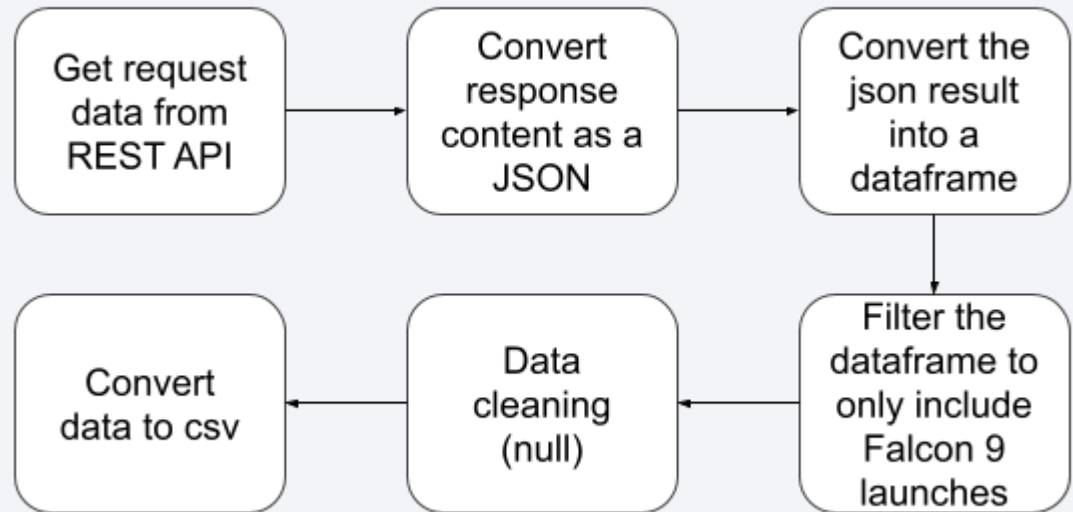 Get request
data from
REST API
Convert
response
content as a
JSON
Convert the
json result
into a
dataframe
Filter the
dataframe to
only include
Falcon 9
launches
Data
cleaning
(null)
Convert
data to csv